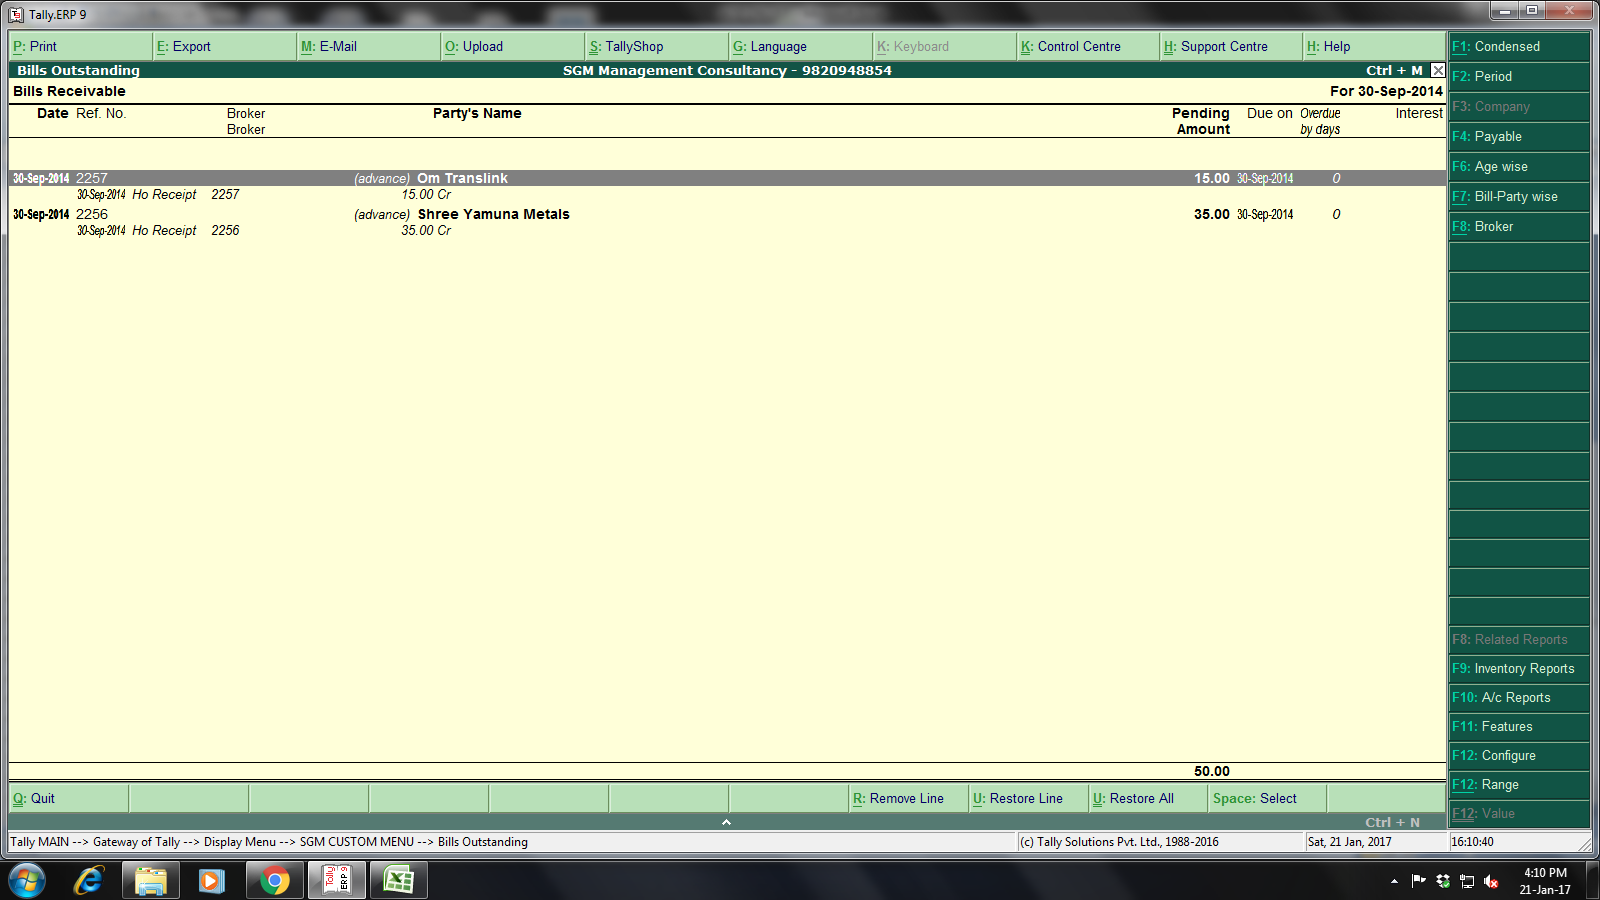 Tally.ERP 9
P: Print E: Export M: E-Mail O: Upload S: TallyShop G: Language K: Keyboard K: Control Centre H: Support Centre H: Help
Bills Outstanding SGM Management Consultancy - 9820948854 Ctrl + M
Bills Receivable For 30-Sep-2014
Date Ref. No. Broker Party's Name Pending Due on Overdue Interest
Broker Amount by days
30-Sep-2014 2257 (advance) Om Translink 15.00 30-Sep-2014 0
30-Sep-2014 Ho Receipt 2257 15.00 Cr
30-Sep-2014 2256 (advance) Shree Yamuna Metals 35.00 30-Sep-2014 0
30-Sep-2014 Ho Receipt 2256 35.00 Cr
50.00
Q: Quit R: Remove Line U: Restore Line U: Restore All Space: Select
Ctrl + N
F1: Condensed
F2: Period
F3: Company
F4: Payable
F6: Age wise
F7: Bill-Party wise
F8: Broker
F8: Related Reports
F9: Inventory Reports
F10: A/c Reports
F11: Features
F12: Configure
F12: Range
F12: Value
Tally MAIN --> Gateway of Tally --> Display Menu --> SGM CUSTOM MENU --> Bills Outstanding (c) Tally Solutions Pvt. Ltd., 1988-2016 Sat, 21 Jan, 2017 16:10:40
Tally ERP 9
4:10 PM
21-Jan-17